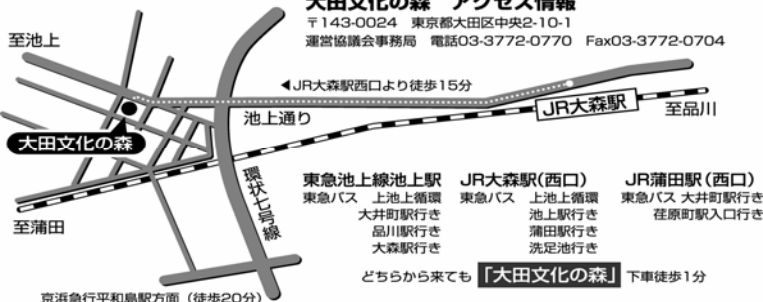 大田文化の森 アクセス情報
〒143-0024 東京都大田区中央2-10-1
運営協議会事務局 電話03-3772-0770 Fax03-3772-0704
至池上
◀JR大森駅西口より徒歩15分
JR大森駅
至品川
池上通り
大田文化の森
環状七号線
至蒲田
東急池上線池上駅
東急バス 上池上循環
大井町駅行き
品川駅行き
大森駅行き
JR大森駅(西口)
東急バス 上池上循環
池上駅行き
蒲田駅行き
洗足池行き
JR蒲田駅(西口)
東急バス 大井町駅行き
荏原町駅入口行き
どちらから来ても「大田文化の森」下車徒歩1分
京浜急行平和島駅方面(徒歩20分)